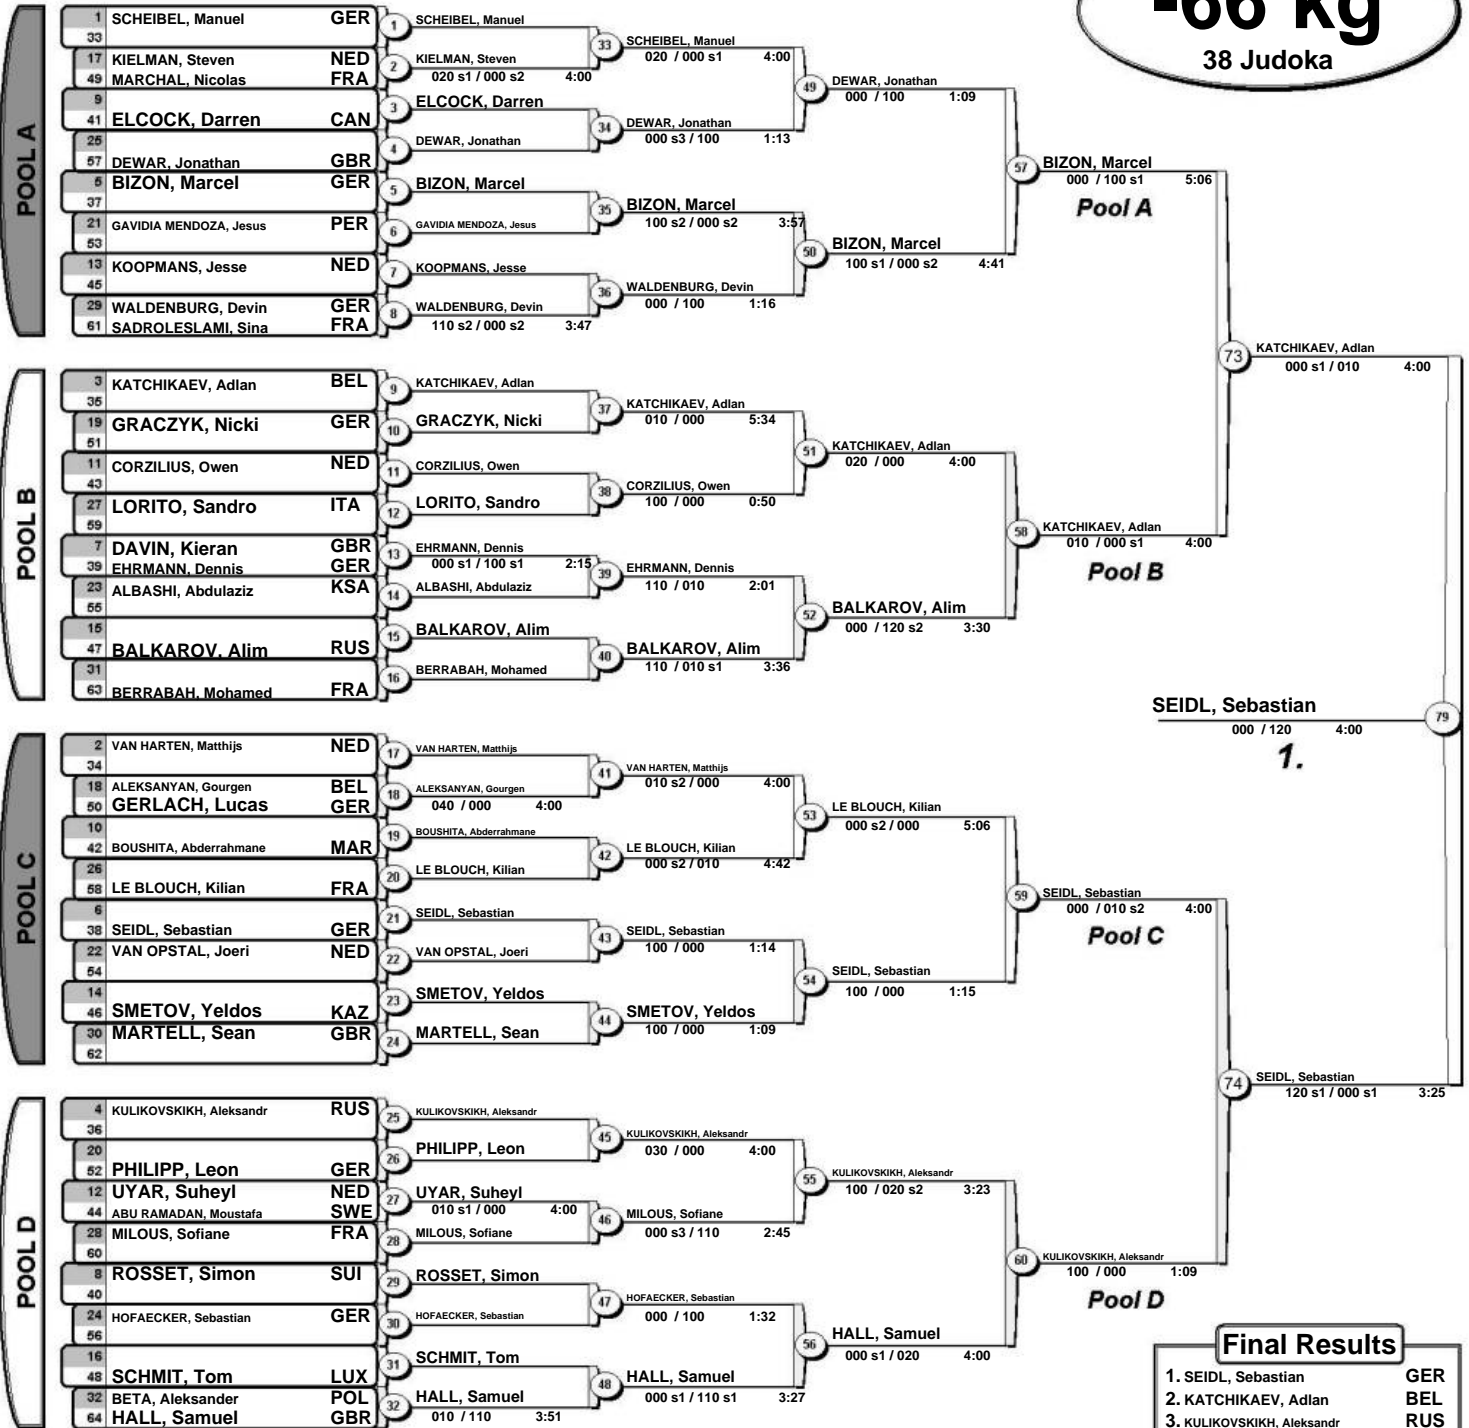 -66 kg
38 Judoka
POOL A
1 SCHEIBEL, Manuel GER
33
17 KIELMAN, Steven NED
49 MARCHAL, Nicolas FRA
9
41 ELCOCK, Darren CAN
25
57 DEWAR, Jonathan GBR
5 BIZON, Marcel GER
37
21 GAVIDIA MENDOZA, Jesus PER
53
13 KOOPMANS, Jesse NED
45
29 WALDENBURG, Devin GER
61 SADROLESLAMI, Sina FRA
1 SCHEIBEL, Manuel
2 KIELMAN, Steven
020 s1 / 000 s2 4:00
3 ELCOCK, Darren
4 DEWAR, Jonathan
5 BIZON, Marcel
6 GAVIDIA MENDOZA, Jesus
7 KOOPMANS, Jesse
8 WALDENBURG, Devin
110 s2 / 000 s2 3:47
33 SCHEIBEL, Manuel
020 / 000 s1 4:00
34 DEWAR, Jonathan
000 s3 / 100 1:13
35 BIZON, Marcel
100 s2 / 000 s2 3:57
36 WALDENBURG, Devin
000 / 100 1:16
49 DEWAR, Jonathan
000 / 100 1:09
50 BIZON, Marcel
100 s1 / 000 s2 4:41
57 BIZON, Marcel
000 / 100 s1 5:06
Pool A
POOL B
3 KATCHIKAEV, Adlan BEL
35
19 GRACZYK, Nicki GER
51
11 CORZILIUS, Owen NED
43
27 LORITO, Sandro ITA
59
7 DAVIN, Kieran GBR
39 EHRMANN, Dennis GER
23 ALBASHI, Abdulaziz KSA
55
15
47 BALKAROV, Alim RUS
31
63 BERRABAH, Mohamed FRA
9 KATCHIKAEV, Adlan
10 GRACZYK, Nicki
11 CORZILIUS, Owen
12 LORITO, Sandro
13 EHRMANN, Dennis
000 s1 / 100 s1 2:15
14 ALBASHI, Abdulaziz
15 BALKAROV, Alim
16 BERRABAH, Mohamed
37 KATCHIKAEV, Adlan
010 / 000 5:34
38 CORZILIUS, Owen
100 / 000 0:50
39 EHRMANN, Dennis
110 / 010 2:01
40 BALKAROV, Alim
110 / 010 s1 3:36
51 KATCHIKAEV, Adlan
020 / 000 4:00
52 BALKAROV, Alim
000 / 120 s2 3:30
58 KATCHIKAEV, Adlan
010 / 000 s1 4:00
Pool B
73 KATCHIKAEV, Adlan
000 s1 / 010 4:00
SEIDL, Sebastian 79
000 / 120 4:00
1.
POOL C
2 VAN HARTEN, Matthijs NED
34
18 ALEKSANYAN, Gourgen BEL
50 GERLACH, Lucas GER
10
42 BOUSHITA, Abderrahmane MAR
26
58 LE BLOUCH, Kilian FRA
6
38 SEIDL, Sebastian GER
22 VAN OPSTAL, Joeri NED
54
14
46 SMETOV, Yeldos KAZ
30 MARTELL, Sean GBR
62
17 VAN HARTEN, Matthijs
18 ALEKSANYAN, Gourgen
040 / 000 4:00
19 BOUSHITA, Abderrahmane
20 LE BLOUCH, Kilian
21 SEIDL, Sebastian
22 VAN OPSTAL, Joeri
23 SMETOV, Yeldos
24 MARTELL, Sean
41 VAN HARTEN, Matthijs
010 s2 / 000 4:00
42 LE BLOUCH, Kilian
000 s2 / 010 4:42
43 SEIDL, Sebastian
100 / 000 1:14
44 SMETOV, Yeldos
100 / 000 1:09
53 LE BLOUCH, Kilian
000 s2 / 000 5:06
54 SEIDL, Sebastian
100 / 000 1:15
59 SEIDL, Sebastian
000 / 010 s2 4:00
Pool C
POOL D
4 KULIKOVSKIKH, Aleksandr RUS
36
20
52 PHILIPP, Leon GER
12 UYAR, Suheyl NED
44 ABU RAMADAN, Moustafa SWE
28 MILOUS, Sofiane FRA
60
8 ROSSET, Simon SUI
40
24 HOFAECKER, Sebastian GER
56
16
48 SCHMIT, Tom LUX
32 BETA, Aleksander POL
64 HALL, Samuel GBR
25 KULIKOVSKIKH, Aleksandr
26 PHILIPP, Leon
27 UYAR, Suheyl
010 s1 / 000 4:00
28 MILOUS, Sofiane
29 ROSSET, Simon
30 HOFAECKER, Sebastian
31 SCHMIT, Tom
32 HALL, Samuel
010 / 110 3:51
45 KULIKOVSKIKH, Aleksandr
030 / 000 4:00
46 MILOUS, Sofiane
000 s3 / 110 2:45
47 HOFAECKER, Sebastian
000 / 100 1:32
48 HALL, Samuel
000 s1 / 110 s1 3:27
55 KULIKOVSKIKH, Aleksandr
100 / 020 s2 3:23
56 HALL, Samuel
000 s1 / 020 4:00
60 KULIKOVSKIKH, Aleksandr
100 / 000 1:09
Pool D
74 SEIDL, Sebastian
120 s1 / 000 s1 3:25
Final Results
1. SEIDL, Sebastian GER
2. KATCHIKAEV, Adlan BEL
3. KULIKOVSKIKH, Aleksandr RUS